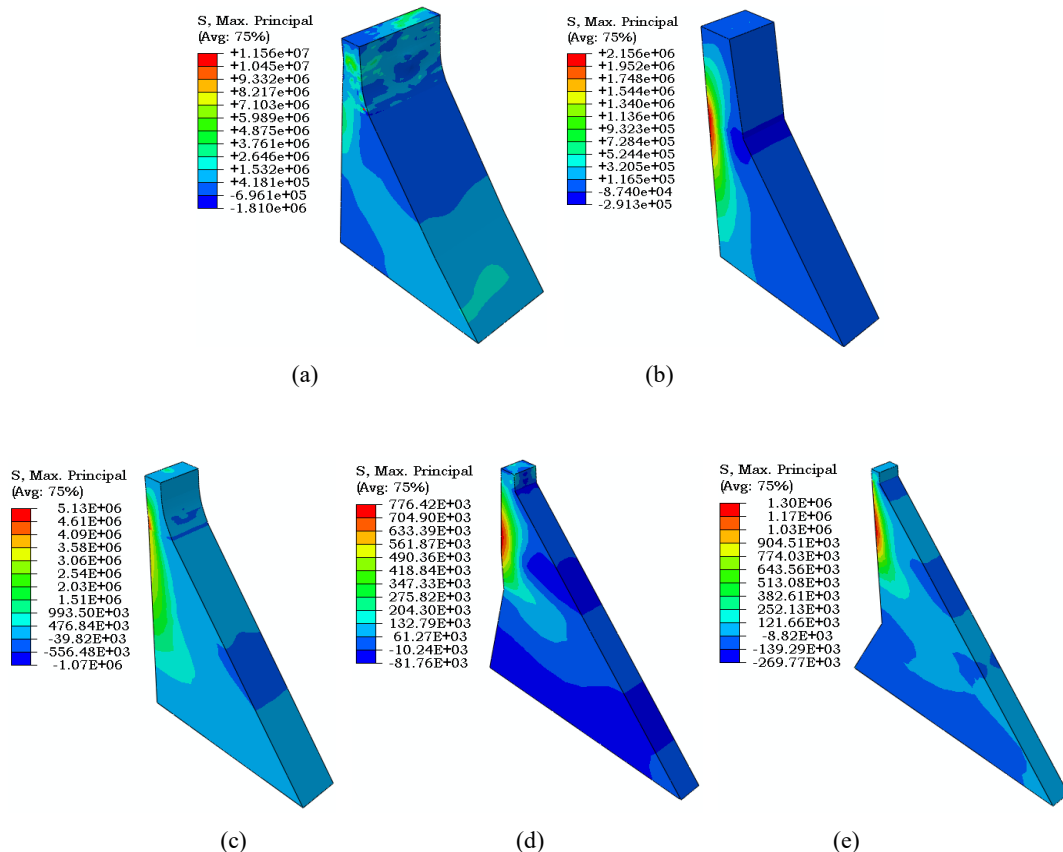 S, Max. Principal
(Avg: 75%)
+1.156e+07
+1.045e+07
+9.332e+06
+8.217e+06
+7.103e+06
+5.989e+06
+4.875e+06
+3.761e+06
+2.646e+06
+1.532e+06
+4.181e+05
-6.961e+05
-1.810e+06
(a)
S, Max. Principal
(Avg: 75%)
+2.156e+06
+1.952e+06
+1.748e+06
+1.544e+06
+1.340e+06
+1.136e+06
+9.323e+05
+7.284e+05
+5.244e+05
+3.205e+05
+1.165e+05
-8.740e+04
-2.913e+05
(b)
S, Max. Principal
(Avg: 75%)
5.13E+06
4.61E+06
4.09E+06
3.58E+06
3.06E+06
2.54E+06
2.03E+06
1.51E+06
993.50E+03
476.84E+03
-39.82E+03
-556.48E+03
-1.07E+06
(c)
S, Max. Principal
(Avg: 75%)
776.42E+03
704.90E+03
633.39E+03
561.87E+03
490.36E+03
418.84E+03
347.33E+03
275.82E+03
204.30E+03
132.79E+03
61.27E+03
-10.24E+03
-81.76E+03
(d)
S, Max. Principal
(Avg: 75%)
1.30E+06
1.17E+06
1.03E+06
904.51E+03
774.03E+03
643.56E+03
513.08E+03
382.61E+03
252.13E+03
121.66E+03
-8.82E+03
-139.29E+03
-269.77E+03
(e)